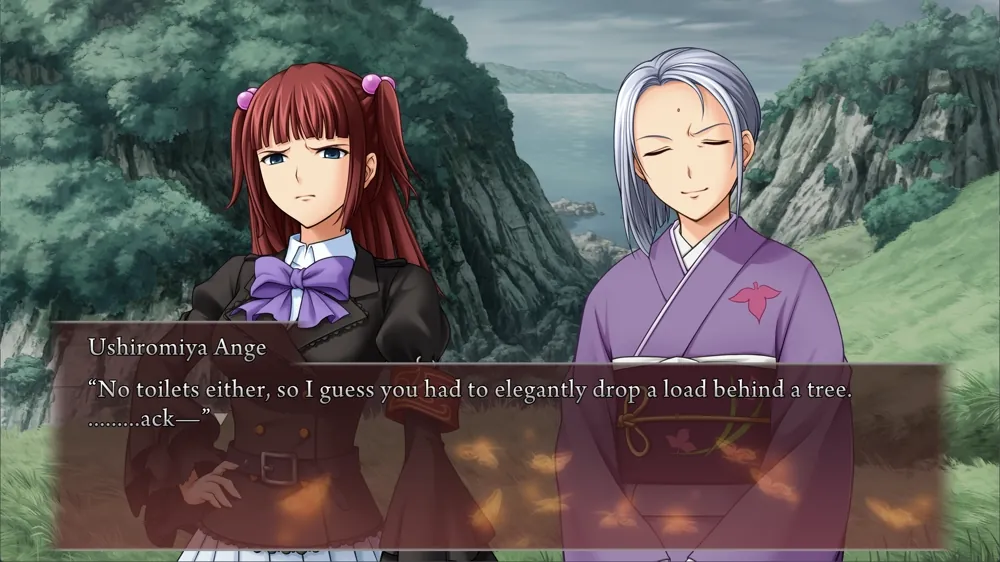 Ushiromiya Ange
“No toilets either, so I guess you had to elegantly drop a load behind a tree.
.........ack—”